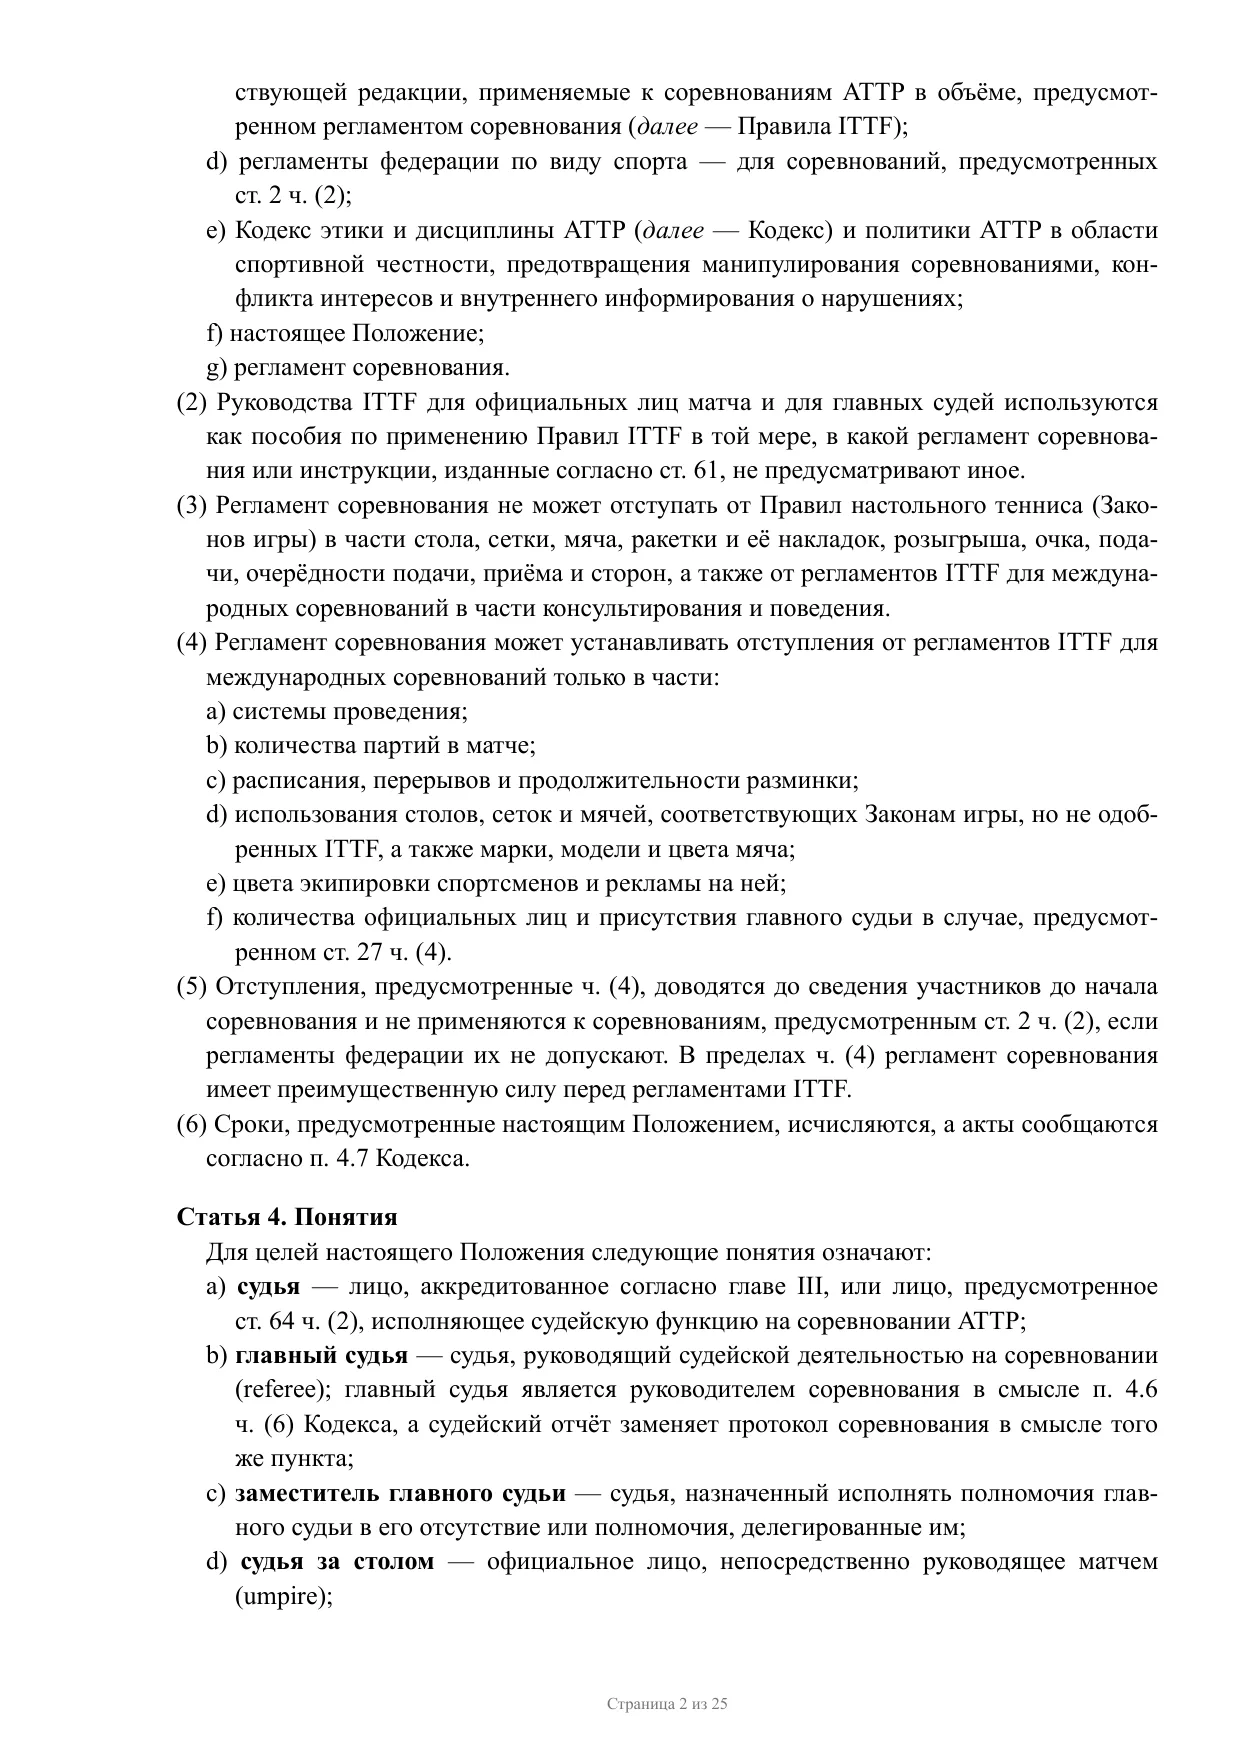 ствующей редакции, применяемые к соревнованиям АТТР в объёме, предусмот-
ренном регламентом соревнования (далее — Правила ITTF);
d) регламенты федерации по виду спорта — для соревнований, предусмотренных
ст. 2 ч. (2);
e) Кодекс этики и дисциплины АТТР (далее — Кодекс) и политики АТТР в области
спортивной честности, предотвращения манипулирования соревнованиями, кон-
фликта интересов и внутреннего информирования о нарушениях;
f) настоящее Положение;
g) регламент соревнования.
(2) Руководства ITTF для официальных лиц матча и для главных судей используются
как пособия по применению Правил ITTF в той мере, в какой регламент соревнова-
ния или инструкции, изданные согласно ст. 61, не предусматривают иное.
(3) Регламент соревнования не может отступать от Правил настольного тенниса (Зако-
нов игры) в части стола, сетки, мяча, ракетки и её накладок, розыгрыша, очка, пода-
чи, очерёдности подачи, приёма и сторон, а также от регламентов ITTF для междуна-
родных соревнований в части консультирования и поведения.
(4) Регламент соревнования может устанавливать отступления от регламентов ITTF для
международных соревнований только в части:
a) системы проведения;
b) количества партий в матче;
c) расписания, перерывов и продолжительности разминки;
d) использования столов, сеток и мячей, соответствующих Законам игры, но не одоб-
ренных ITTF, а также марки, модели и цвета мяча;
e) цвета экипировки спортсменов и рекламы на ней;
f) количества официальных лиц и присутствия главного судьи в случае, предусмот-
ренном ст. 27 ч. (4).
(5) Отступления, предусмотренные ч. (4), доводятся до сведения участников до начала
соревнования и не применяются к соревнованиям, предусмотренным ст. 2 ч. (2), если
регламенты федерации их не допускают. В пределах ч. (4) регламент соревнования
имеет преимущественную силу перед регламентами ITTF.
(6) Сроки, предусмотренные настоящим Положением, исчисляются, а акты сообщаются
согласно п. 4.7 Кодекса.
Статья 4. Понятия
Для целей настоящего Положения следующие понятия означают:
a) судья — лицо, аккредитованное согласно главе III, или лицо, предусмотренное
ст. 64 ч. (2), исполняющее судейскую функцию на соревновании АТТР;
b) главный судья — судья, руководящий судейской деятельностью на соревновании
(referee); главный судья является руководителем соревнования в смысле п. 4.6
ч. (6) Кодекса, а судейский отчёт заменяет протокол соревнования в смысле того
же пункта;
c) заместитель главного судьи — судья, назначенный исполнять полномочия глав-
ного судьи в его отсутствие или полномочия, делегированные им;
d) судья за столом — официальное лицо, непосредственно руководящее матчем
(umpire);
Страница 2 из 25